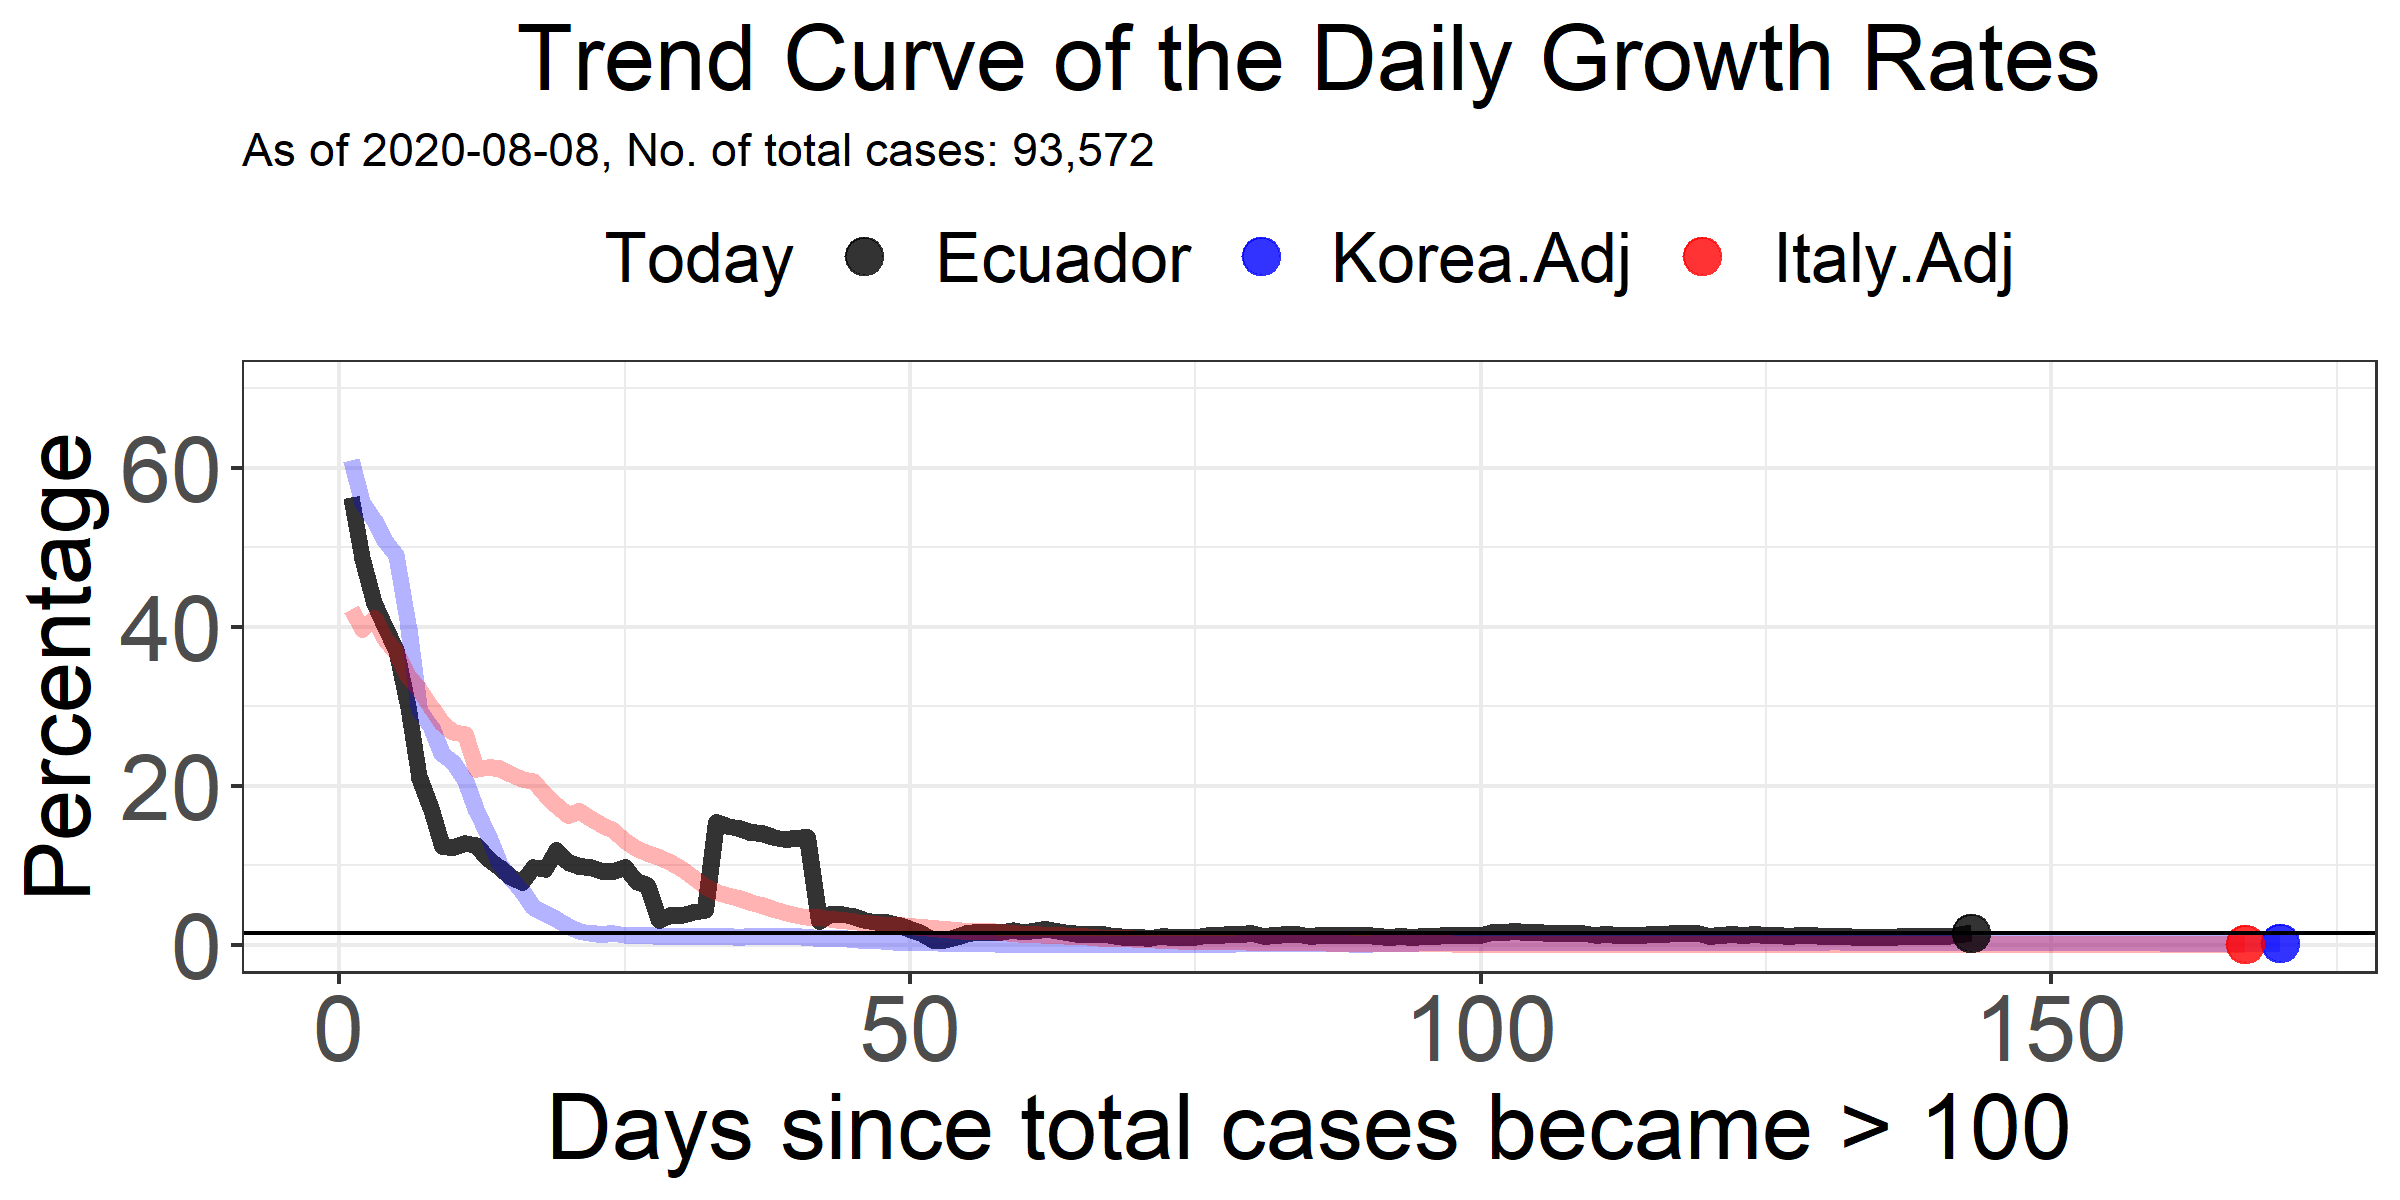 Trend Curve of the Daily Growth Rates
As of 2020-08-08, No. of total cases: 93,572
Today Ecuador Korea.Adj Italy.Adj
Percentage
60
40
20
0
0 50 100 150
Days since total cases became > 100